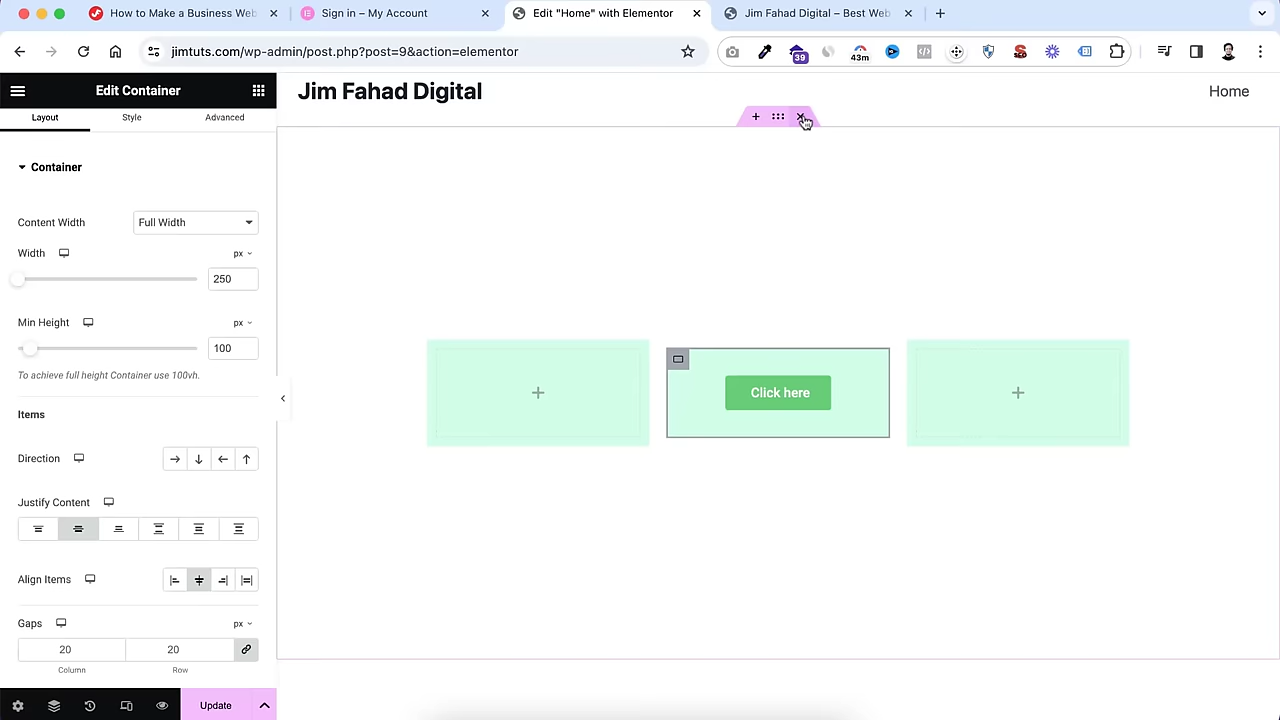 How to Make a Business Web
Sign in – My Account
Edit "Home" with Elementor
Jim Fahad Digital – Best Web
jimtuts.com/wp-admin/post.php?post=9&action=elementor
39
43m
Edit Container
Jim Fahad Digital
Home
Layout
Style
Advanced
Container
Content Width
Full Width
Width
px
250
Min Height
px
100
To achieve full height Container use 100vh.
Items
Direction
Justify Content
Align Items
Gaps
px
20
20
Column
Row
Click here
Update